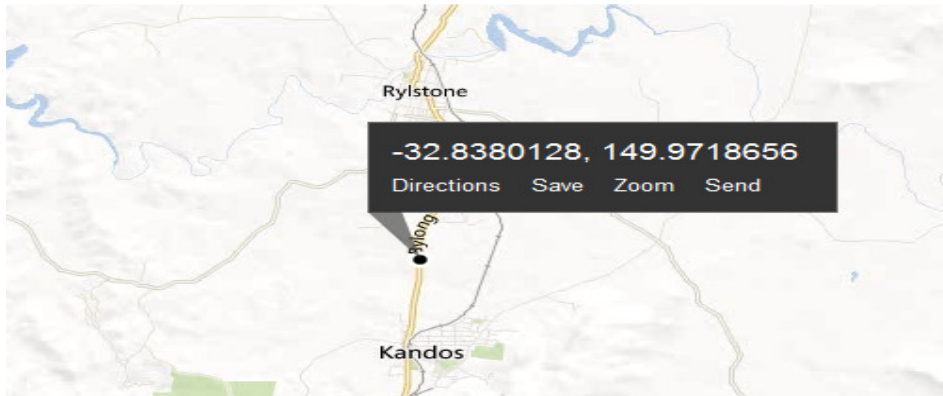 Rylstone
-32.8380128, 149.9718656
Directions Save Zoom Send
Bylong
Kandos